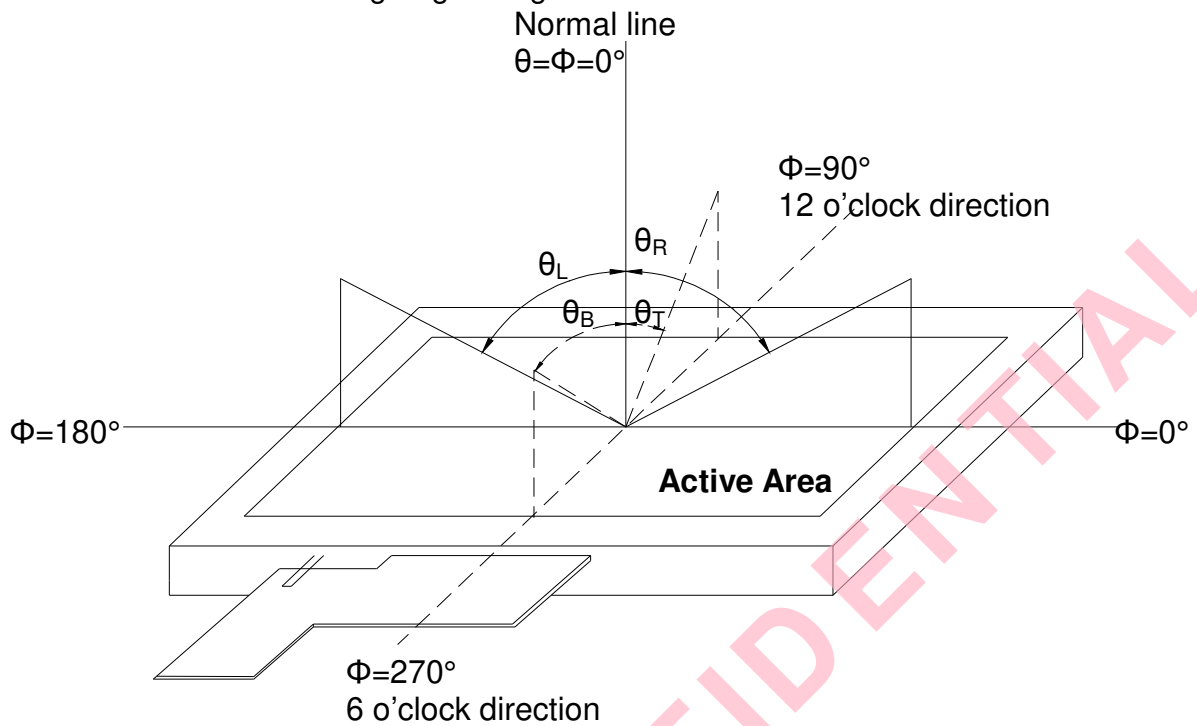 Normal line
θ=Φ=0°
Φ=90°
12 o'clock direction
θR
θL
θB
θT
Φ=180°
Φ=0°
Active Area
Φ=270°
6 o'clock direction
FIDENTIAL